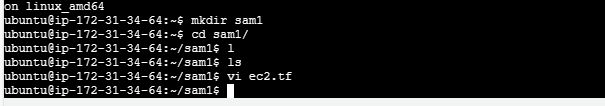 on linux_amd64
ubuntu@ip-172-31-34-64:~$ mkdir sam1
ubuntu@ip-172-31-34-64:~$ cd sam1/
ubuntu@ip-172-31-34-64:~/sam1$ l
ubuntu@ip-172-31-34-64:~/sam1$ ls
ubuntu@ip-172-31-34-64:~/sam1$ vi ec2.tf
ubuntu@ip-172-31-34-64:~/sam1$